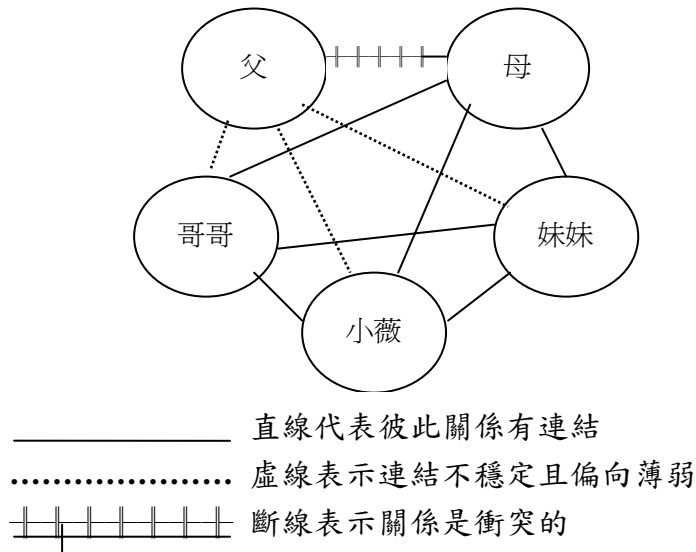 父
母
哥哥
妹妹
小薇
直線代表彼此關係有連結
虛線表示連結不穩定且偏向薄弱
斷線表示關係是衝突的